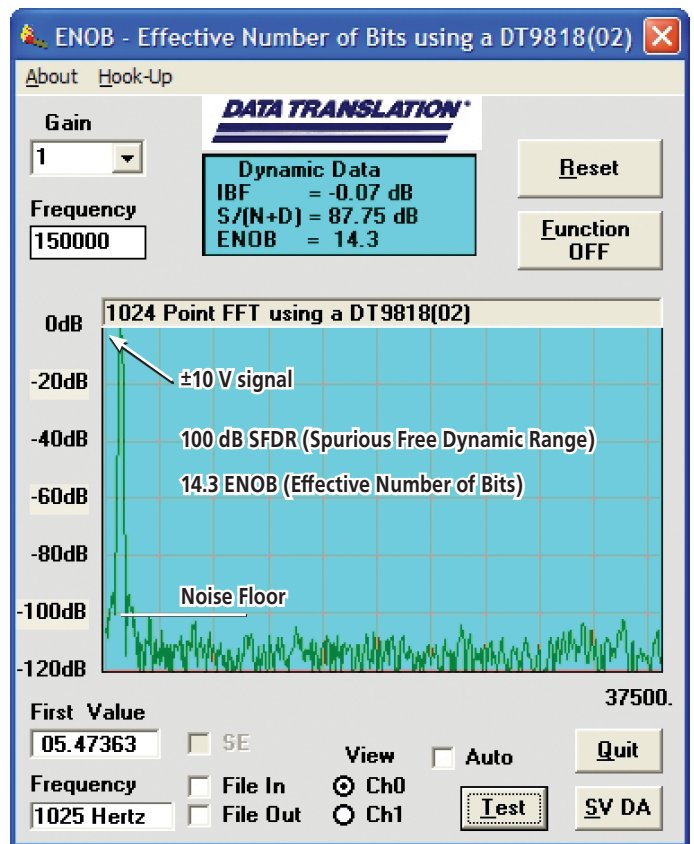 ENOB - Effective Number of Bits using a DT9818(02)
About Hook-Up
Gain
1
Frequency
150000
DATA TRANSLATION®
Dynamic Data
IBF = -0.07 dB
S/(N+D) = 87.75 dB
ENOB = 14.3
Reset
Function
OFF
1024 Point FFT using a DT9818(02)
0dB
-20dB
-40dB
-60dB
-80dB
-100dB
-120dB
±10 V signal
100 dB SFDR (Spurious Free Dynamic Range)
14.3 ENOB (Effective Number of Bits)
Noise Floor
37500.
First Value
05.47363
Frequency
1025 Hertz
SE
File In
File Out
View
Ch0
Ch1
Auto
Test
Quit
SV DA